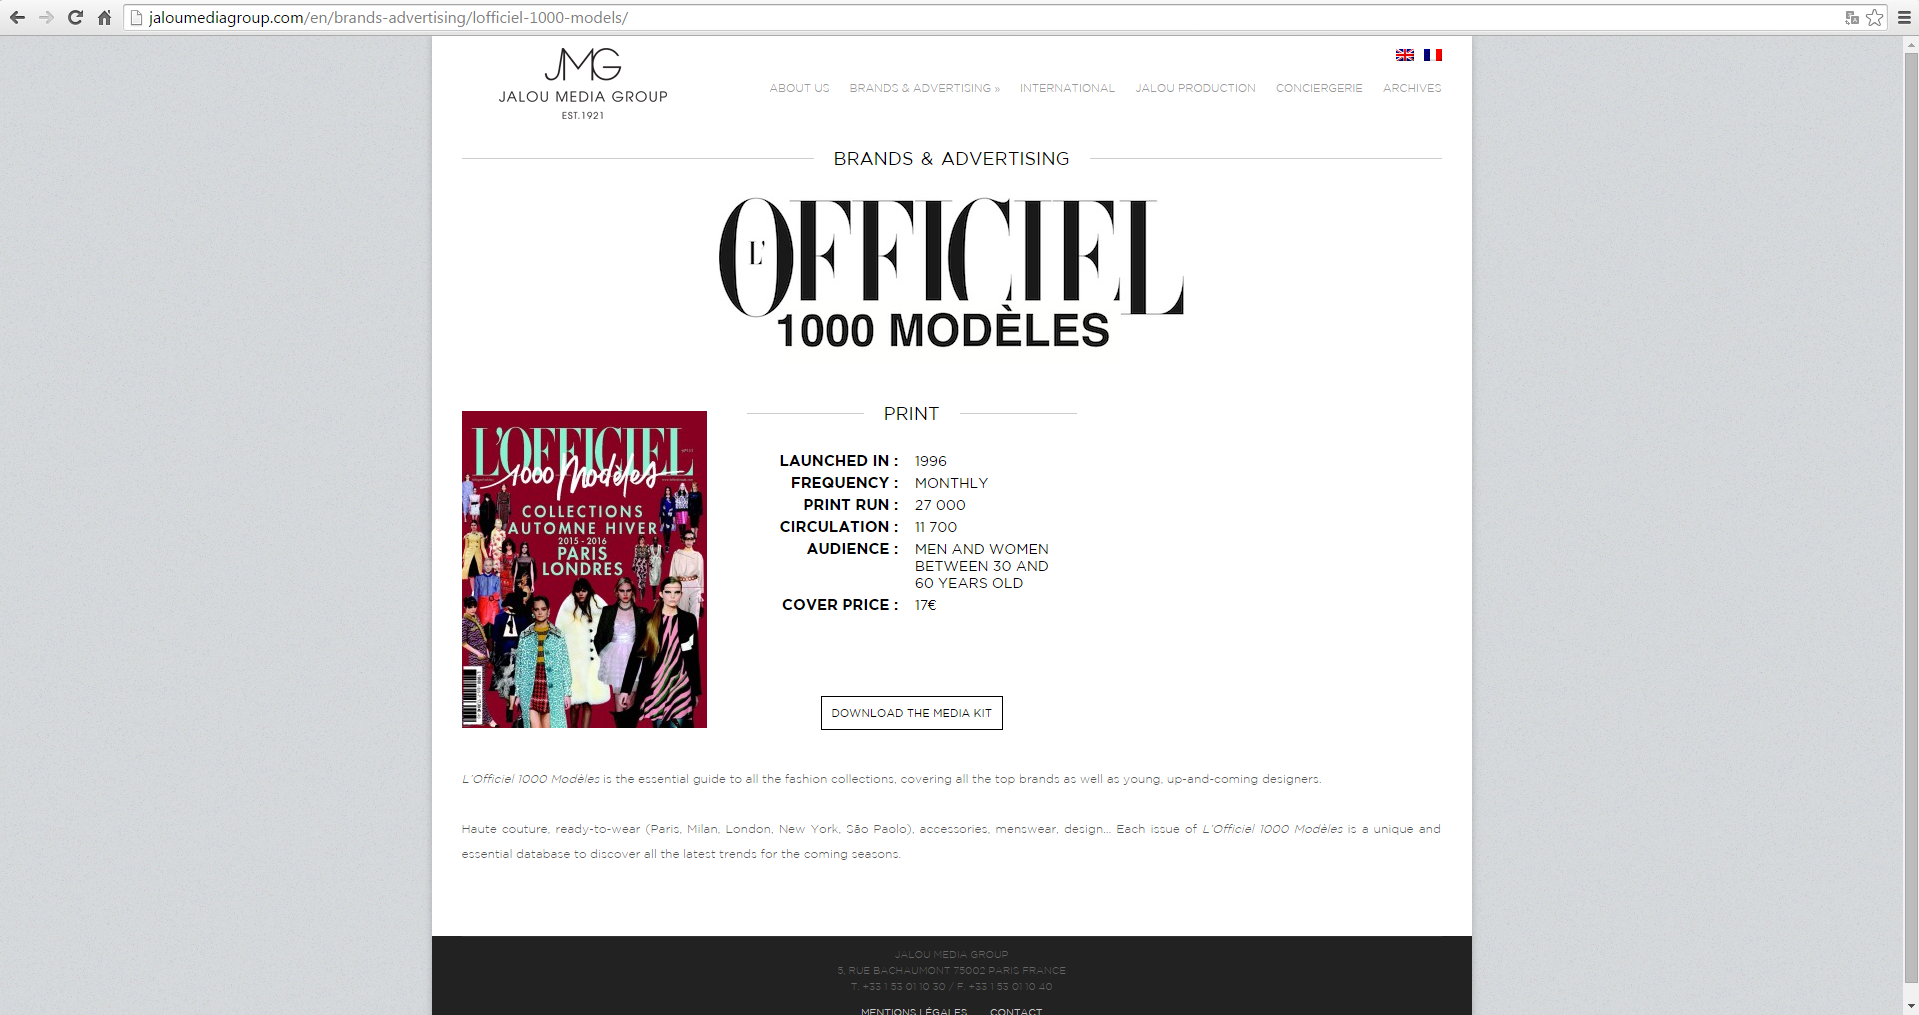 jaloumediagroup.com/en/brands-advertising/lofficiel-1000-models/
JMG
JALOU MEDIA GROUP
EST.1921
ABOUT US BRANDS & ADVERTISING » INTERNATIONAL JALOU PRODUCTION CONCIERGERIE ARCHIVES
BRANDS & ADVERTISING
L'OFFICIEL
1000 MODÈLES
L'OFFICIEL
1000 Modèles
COLLECTIONS
AUTOMNE HIVER
2015 - 2016
PARIS
LONDRES
PRINT
LAUNCHED IN : 1996
FREQUENCY : MONTHLY
PRINT RUN : 27 000
CIRCULATION : 11 700
AUDIENCE : MEN AND WOMEN
BETWEEN 30 AND
60 YEARS OLD
COVER PRICE : 17€
DOWNLOAD THE MEDIA KIT
L'Officiel 1000 Modèles is the essential guide to all the fashion collections, covering all the top brands as well as young, up-and-coming designers.
Haute couture, ready-to-wear (Paris, Milan, London, New York, São Paolo), accessories, menswear, design... Each issue of L'Officiel 1000 Modèles is a unique and
essential database to discover all the latest trends for the coming seasons.
JALOU MEDIA GROUP
5, RUE BACHAUMONT 75002 PARIS FRANCE
T. +33 1 53 01 10 30 / F. +33 1 53 01 10 40
MENTIONS LÉGALES CONTACT